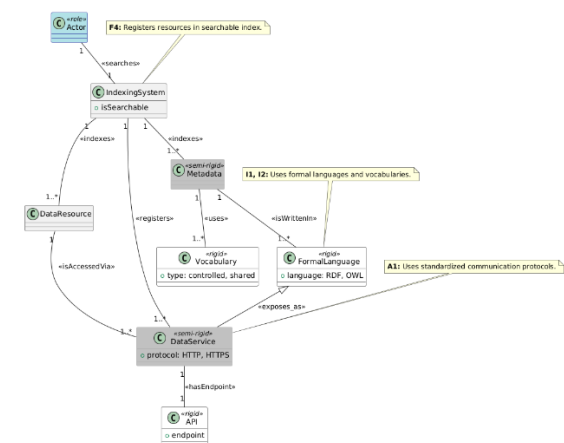 C «role»
Actor
F4: Registers resources in searchable index.
1
«searches»
1
C IndexingSystem
isSearchable
1 1 1
«indexes» «indexes»
1..*
C «semi-rigid»
Metadata
I1, I2: Uses formal languages and vocabularies.
1..* 1 1
C DataResource
«registers» «uses» «isWrittenIn»
1
1..* 1..*
C «rigid»
Vocabulary
type: controlled, shared
C «rigid»
FormalLanguage
language: RDF, OWL
«isAccessedVia»
A1: Uses standardized communication protocols.
«exposes_as»
1..*
1..*
C «semi-rigid»
DataService
protocol: HTTP, HTTPS
1
«hasEndpoint»
1
C «rigid»
API
endpoint